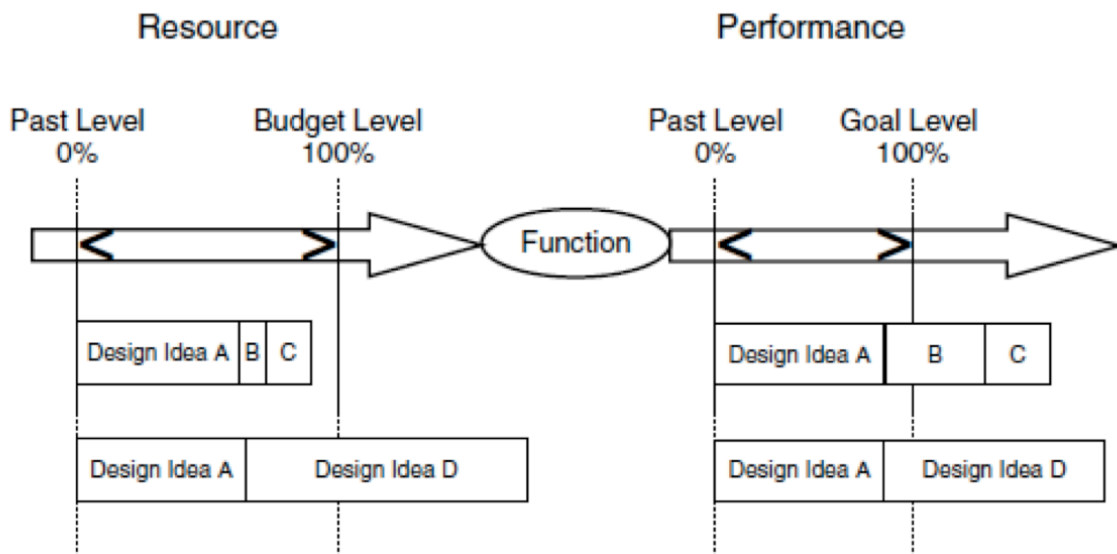 Resource Performance
Past Level Budget Level Past Level Goal Level
0% 100% 0% 100%
< > Function < >
Design Idea A B C Design Idea A B C
Design Idea A Design Idea D Design Idea A Design Idea D